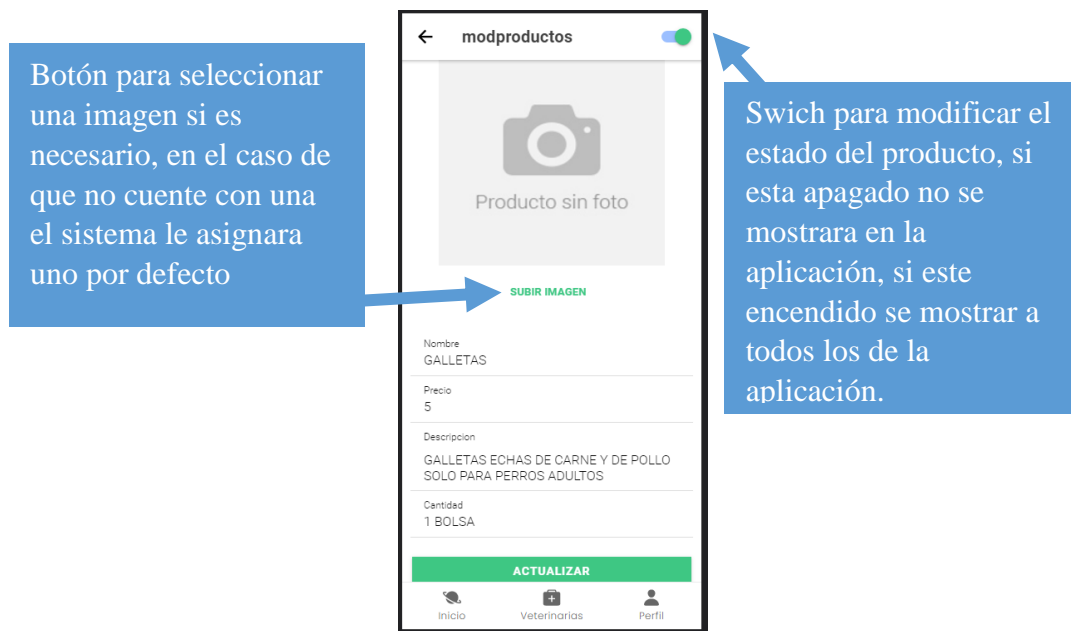 Botón para seleccionar
una imagen si es
necesario, en el caso de
que no cuente con una
el sistema le asignara
uno por defecto
modproductos
Producto sin foto
SUBIR IMAGEN
Nombre
GALLETAS
Precio
5
Descripcion
GALLETAS ECHAS DE CARNE Y DE POLLO
SOLO PARA PERROS ADULTOS
Cantidad
1 BOLSA
ACTUALIZAR
Inicio
Veterinarias
Perfil
Swich para modificar el
estado del producto, si
esta apagado no se
mostrara en la
aplicación, si este
encendido se mostrar a
todos los de la
aplicación.